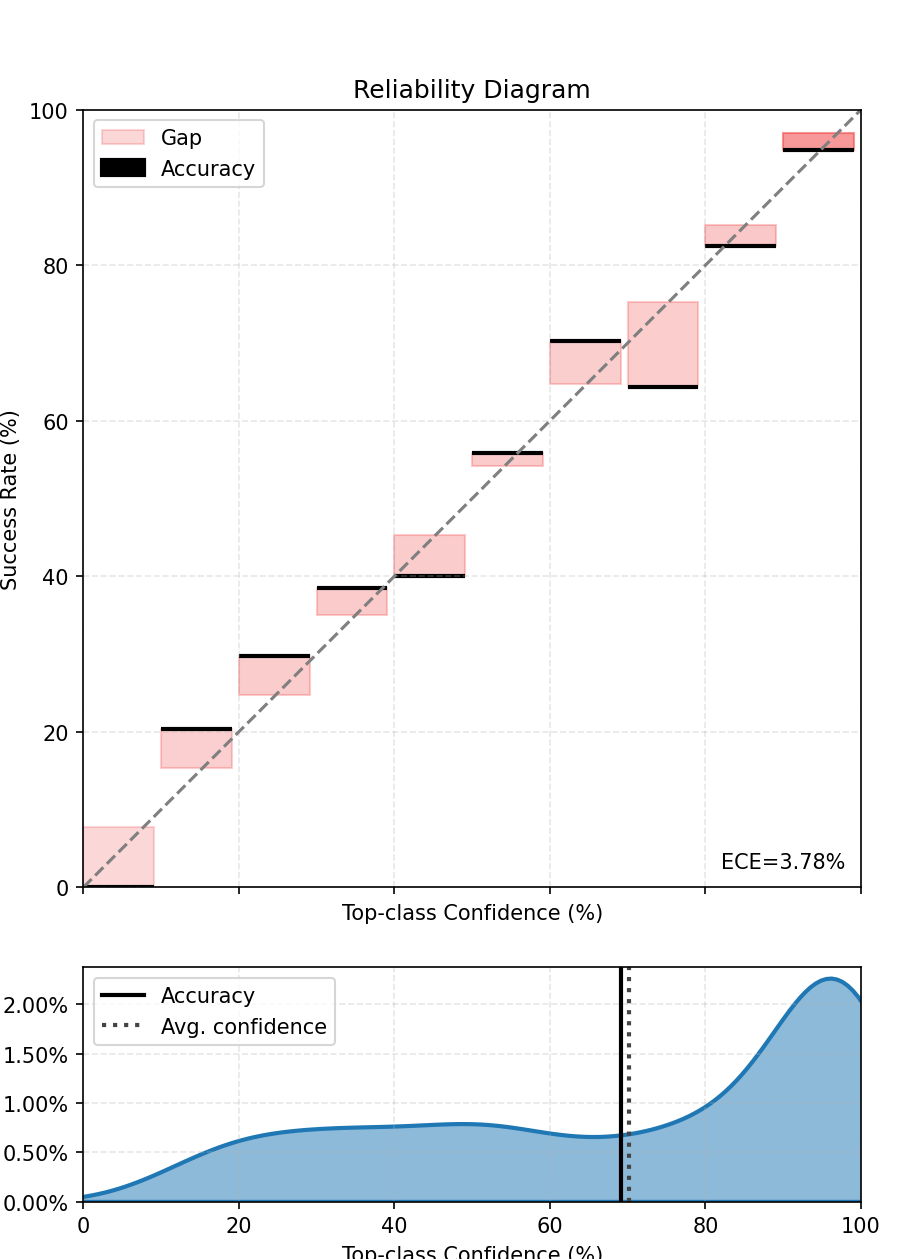 Reliability Diagram
100
80
60
40
20
0
Success Rate (%)
Gap
Accuracy
ECE=3.78%
Top-class Confidence (%)
2.00%
1.50%
1.00%
0.50%
0.00%
Accuracy
Avg. confidence
0 20 40 60 80 100
Top-class Confidence (%)